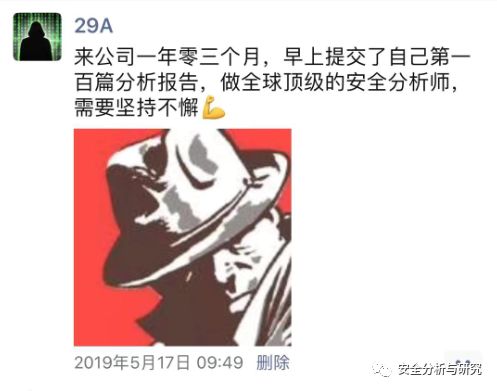 29A
来公司一年零三个月，早上提交了自己第一
百篇分析报告，做全球顶级的安全分析师，
需要坚持不懈💪
2019年5月17日 09:49 删除
安全分析与研究